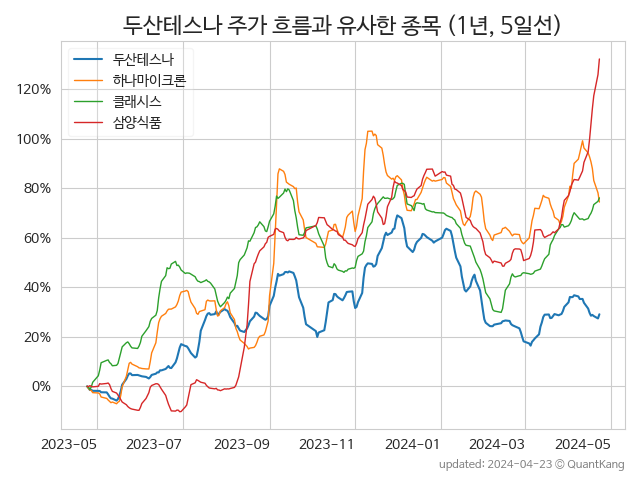 두산테스나 주가 흐름과 유사한 종목 (1년, 5일선)
두산테스나
하나마이크론
클래시스
삼양식품
120%
100%
80%
60%
40%
20%
0%
2023-05 2023-07 2023-09 2023-11 2024-01 2024-03 2024-05
updated: 2024-04-23 © QuantKang